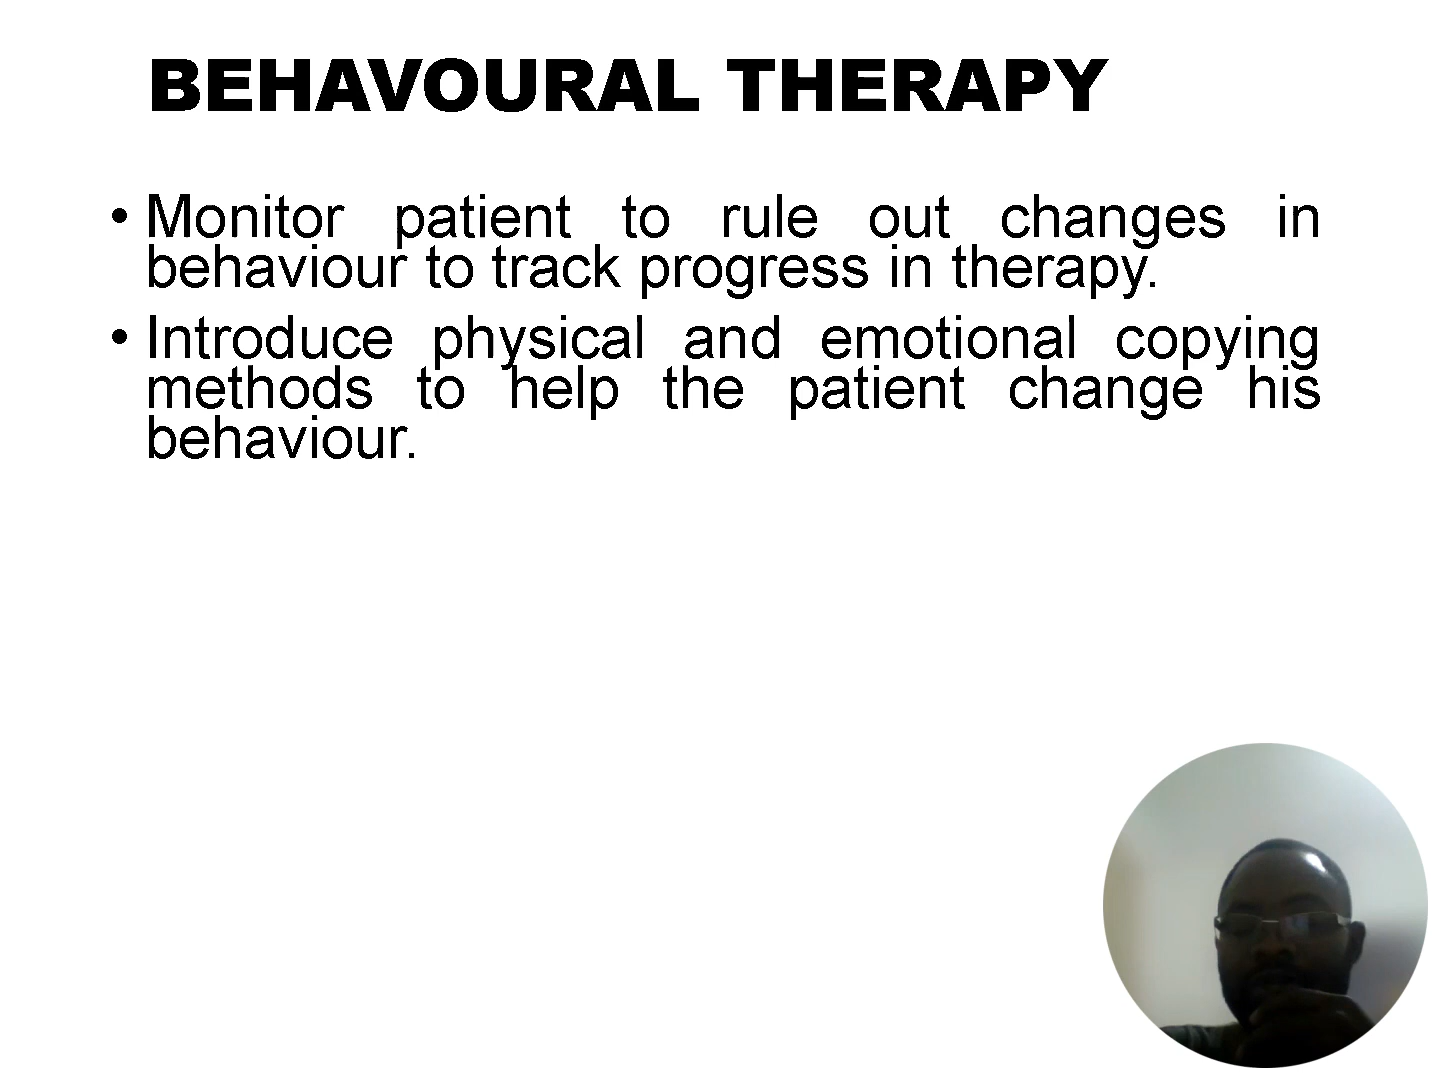 BEHAVOURAL THERAPY
• Monitor patient to rule out changes in
behaviour to track progress in therapy.
• Introduce physical and emotional copying
methods to help the patient change his
behaviour.